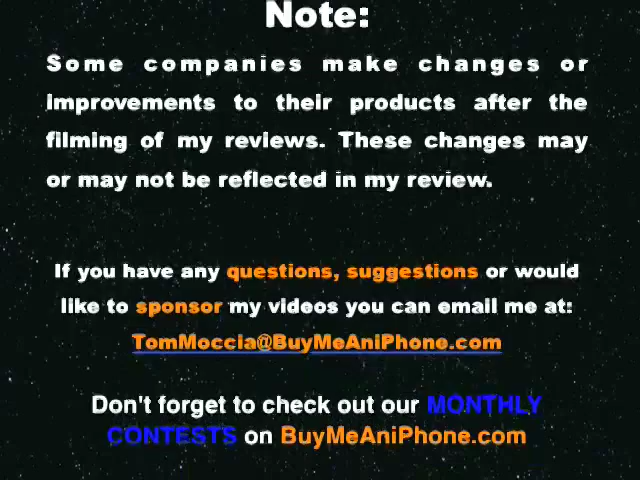 Note:
Some companies make changes or
improvements to their products after the
filming of my reviews. These changes may
or may not be reflected in my review.
If you have any questions, suggestions or would
like to sponsor my videos you can email me at:
TomMoccia@BuyMeAniPhone.com
Don't forget to check out our MONTHLY
CONTESTS on BuyMeAniPhone.com